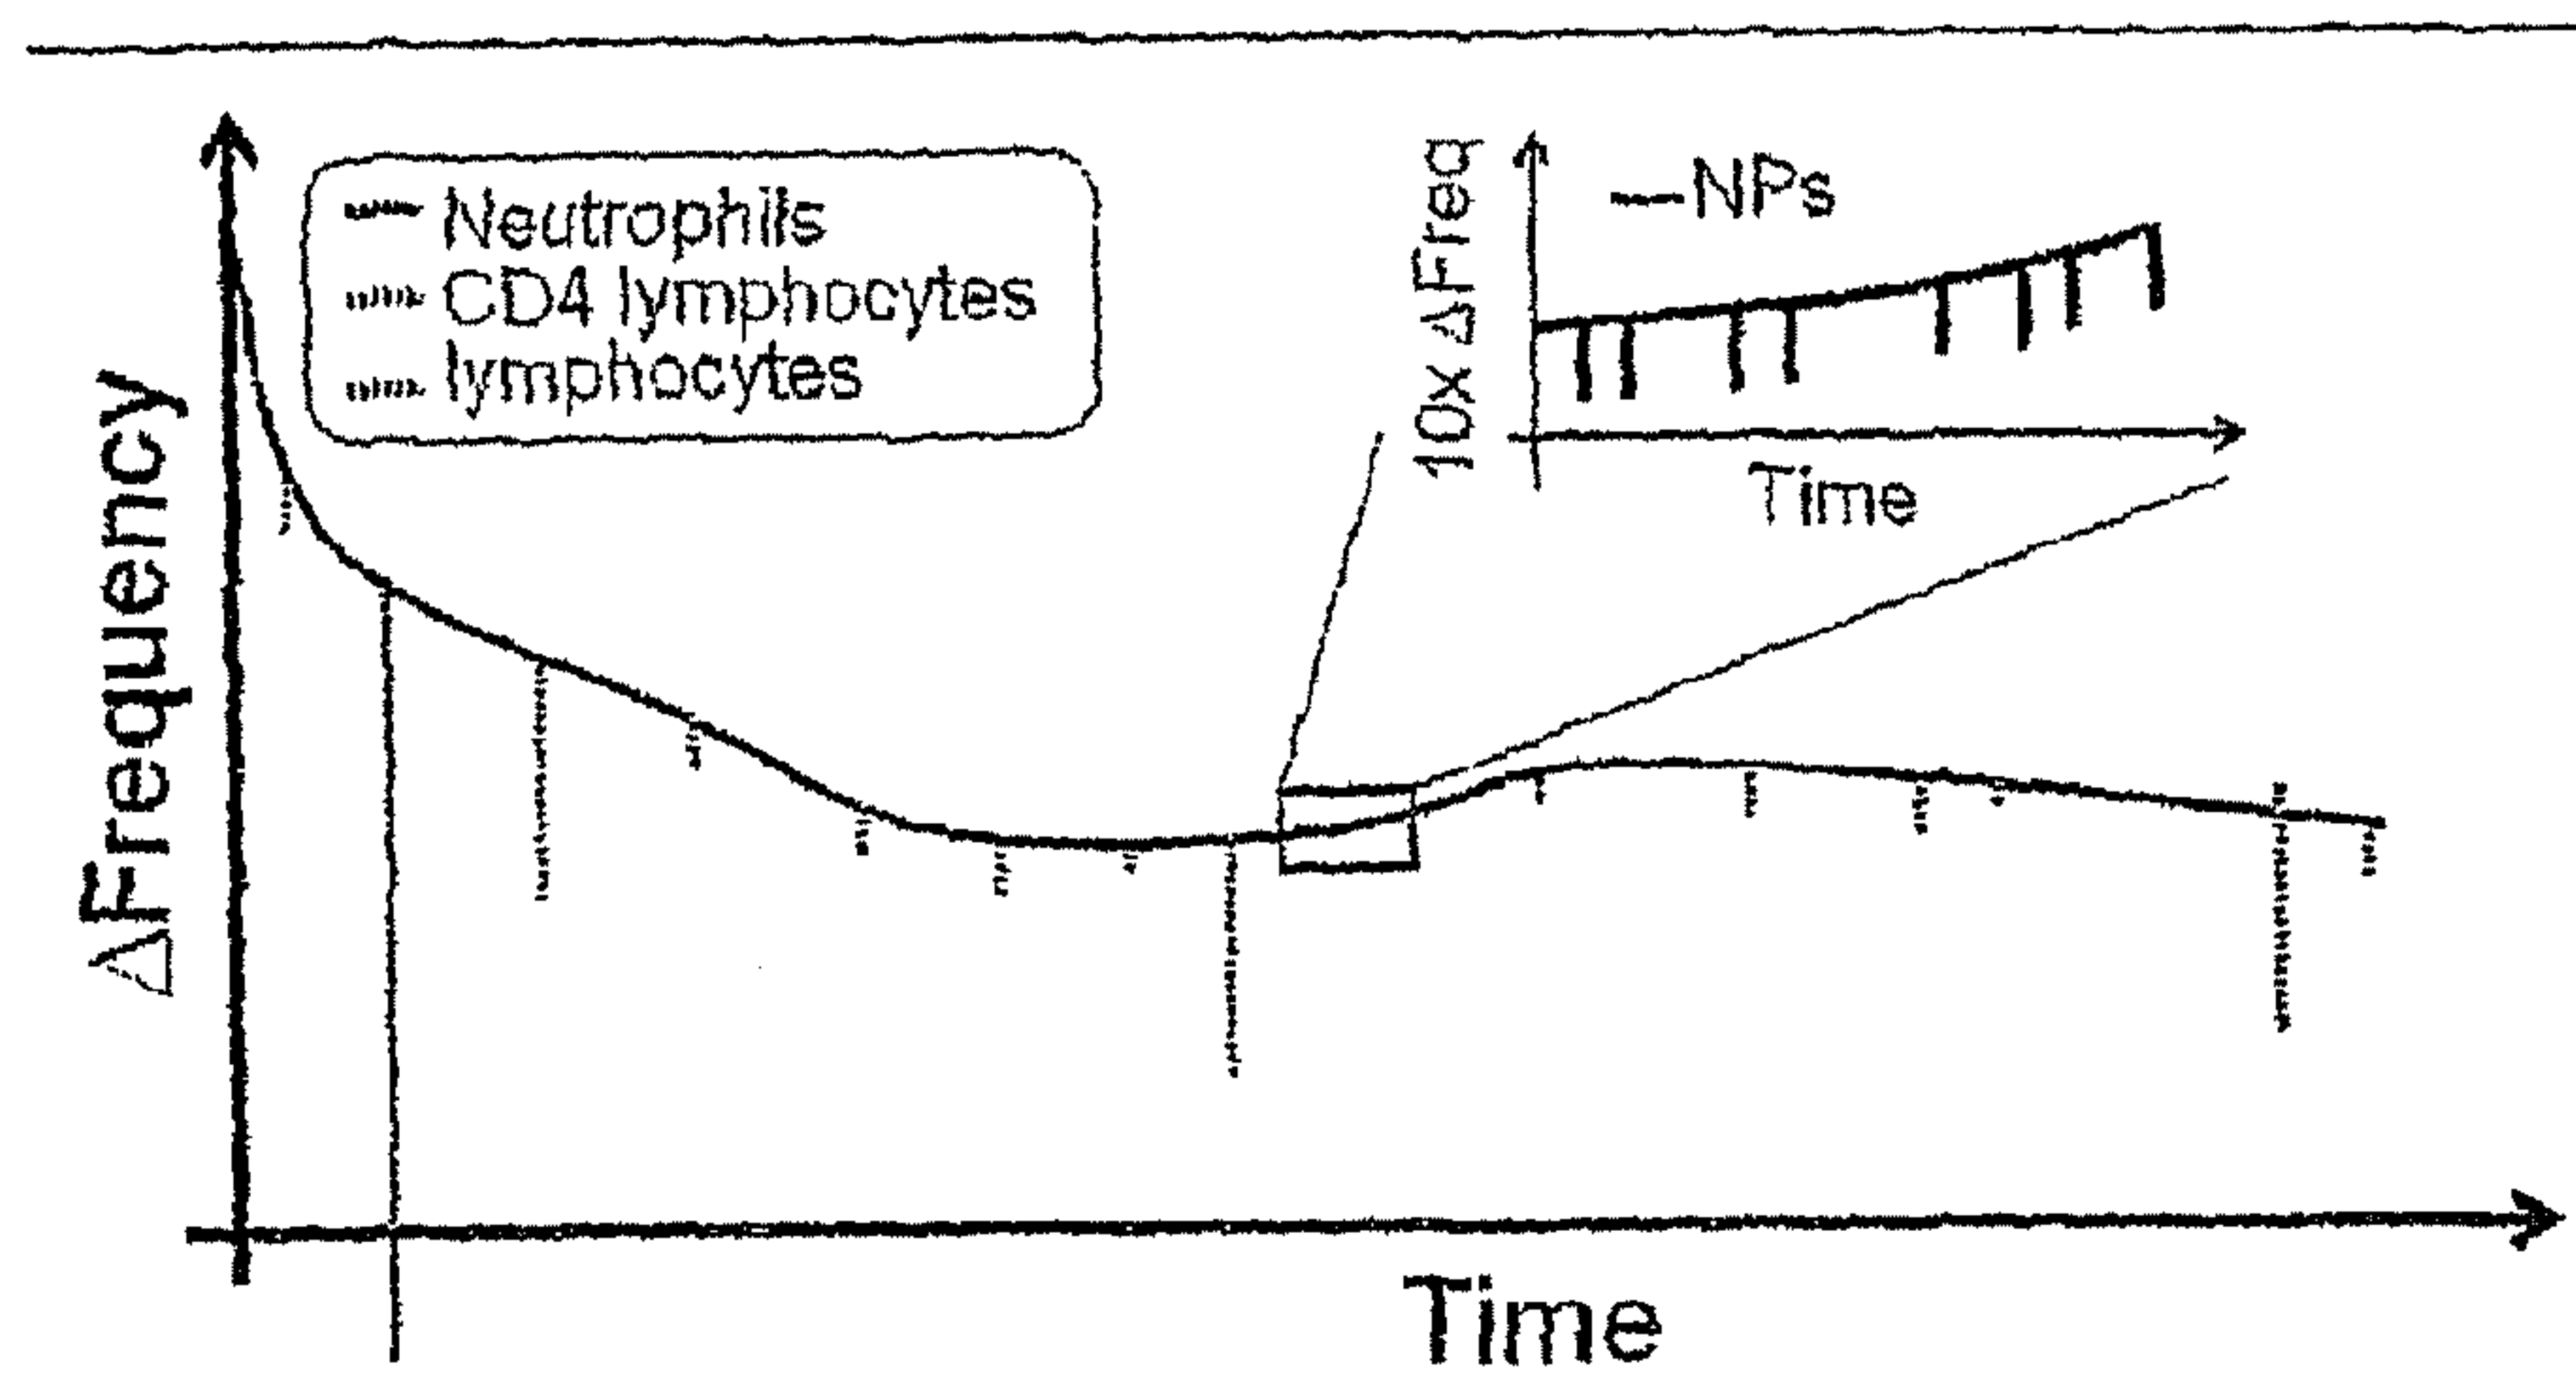 ΔFrequency
Neutrophils
CD4 lymphocytes
lymphocytes
10x ΔFreq
NPs
Time
Time